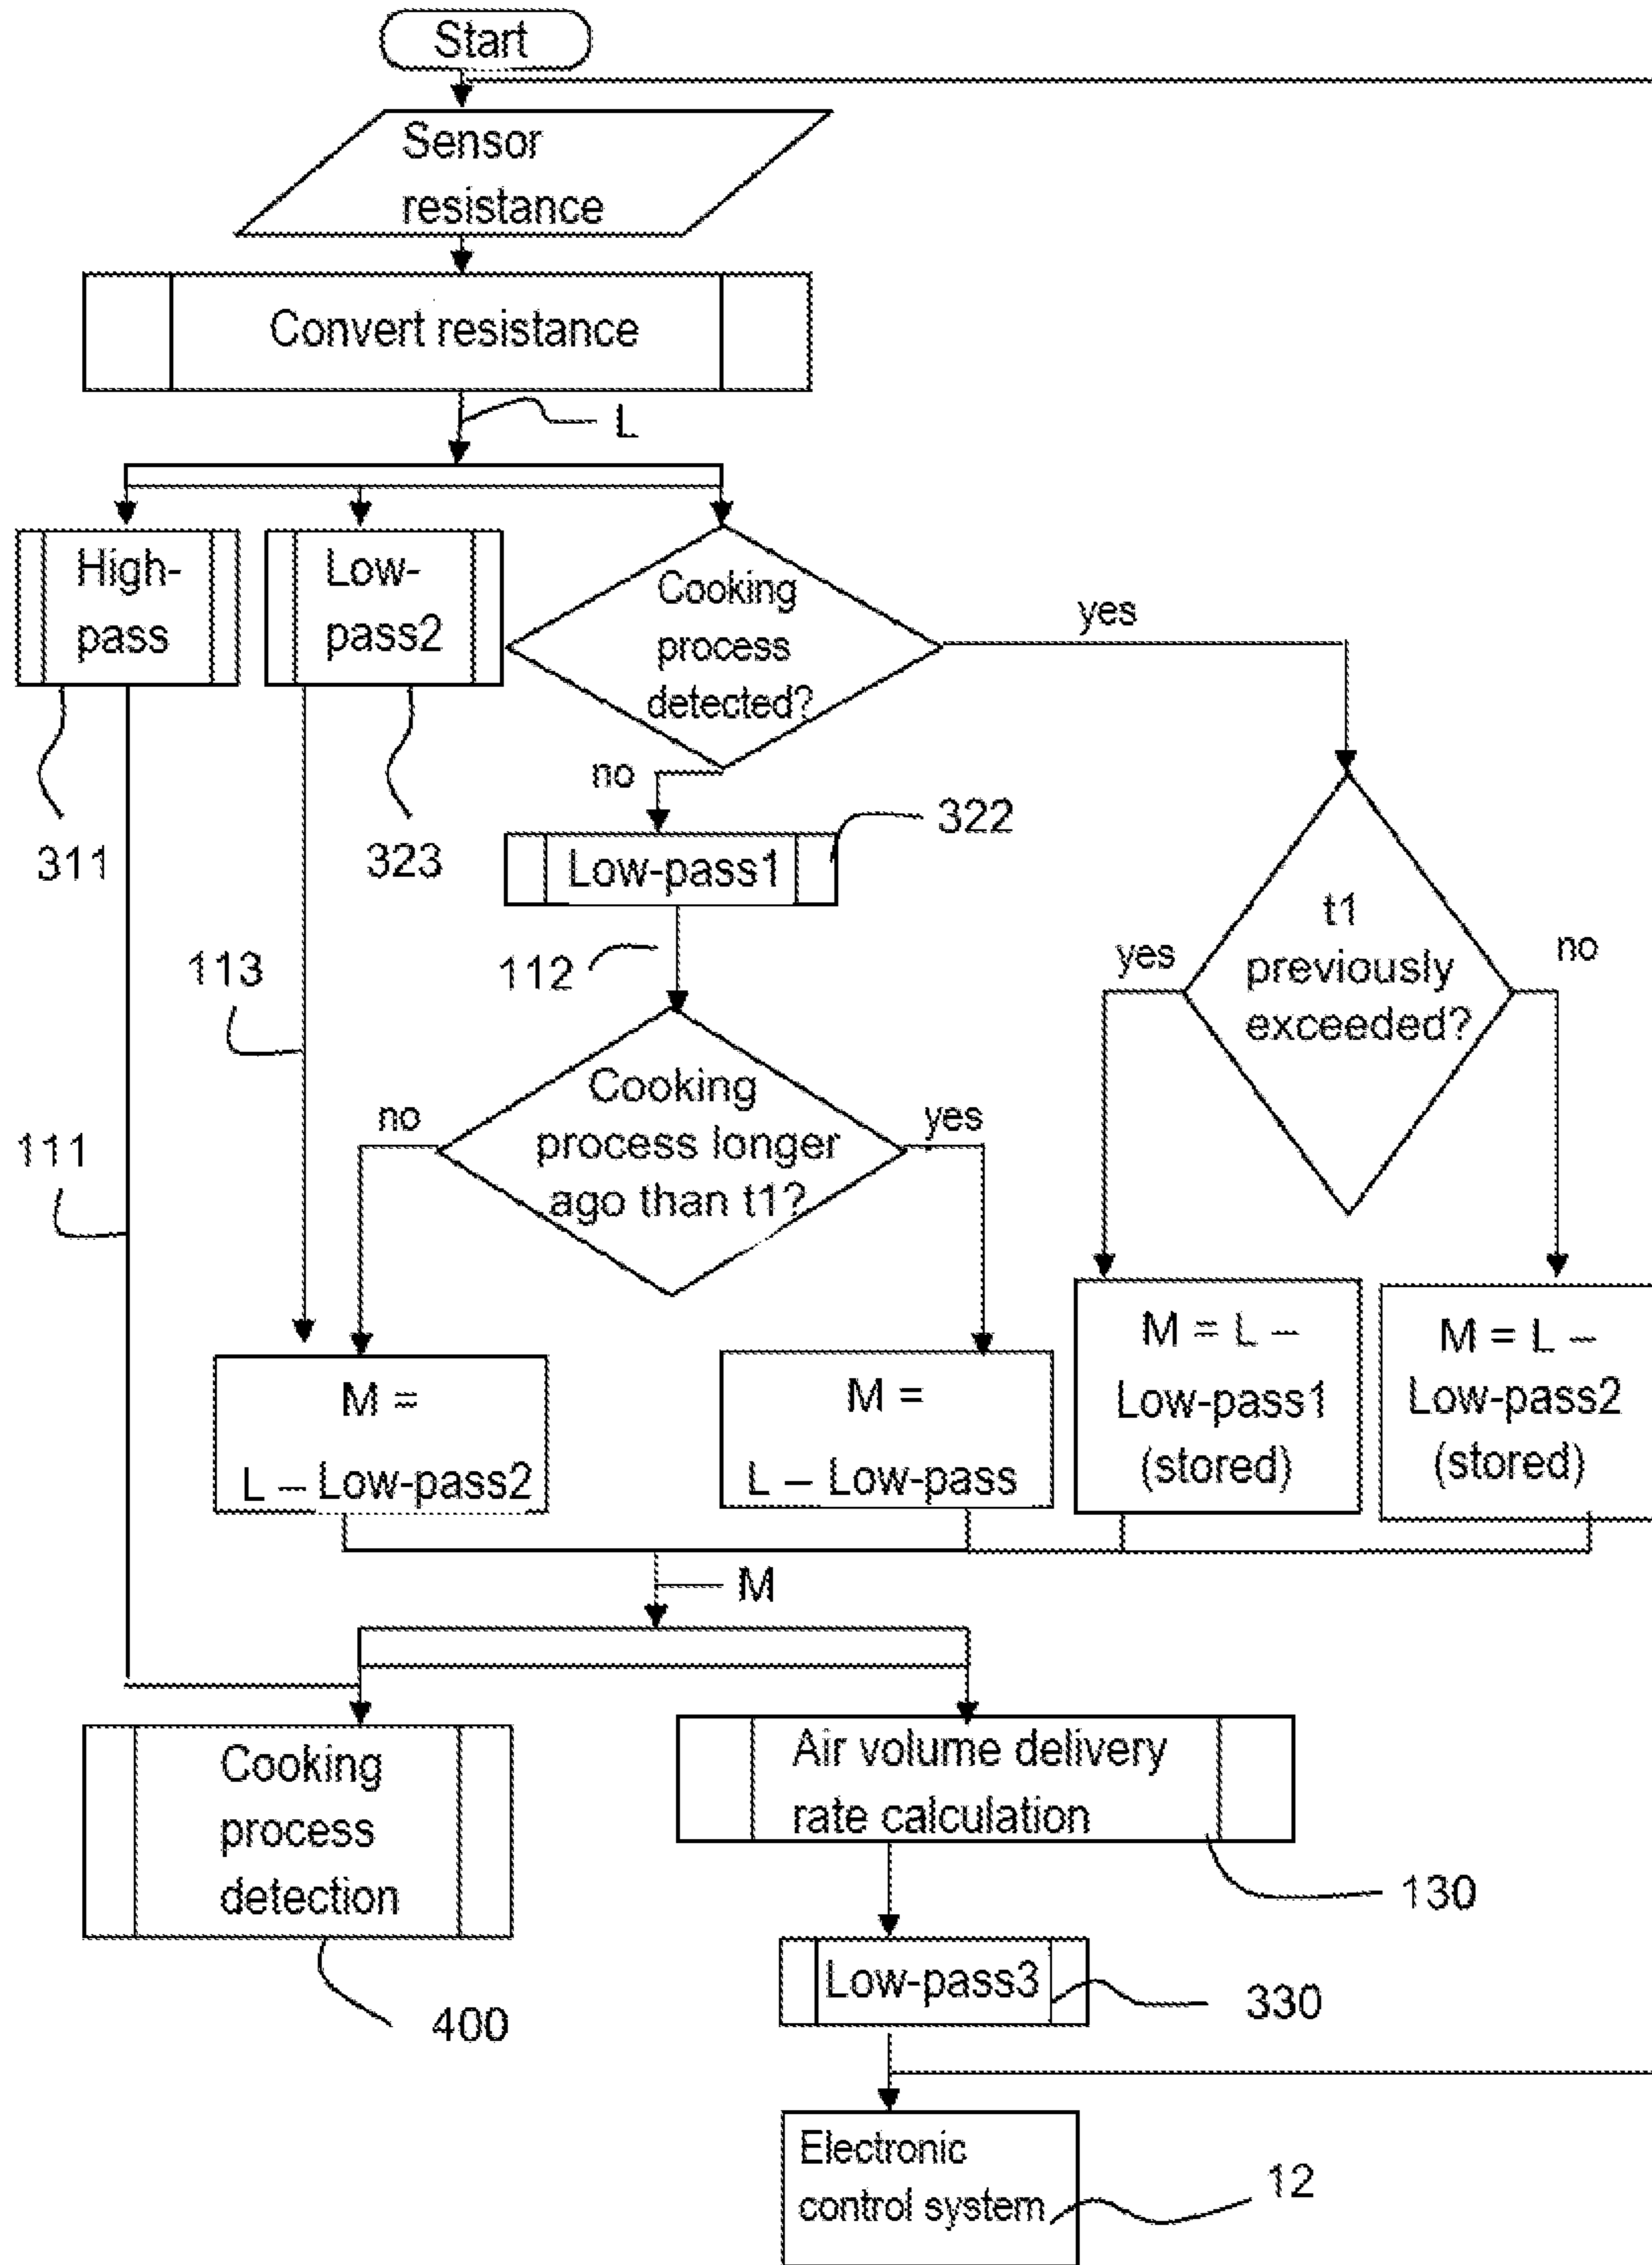 Start
Sensor
resistance
Convert resistance
L
High-
pass
Low-
pass2
Cooking
process
detected?
yes
no
311
323
Low-pass1
322
t1
previously
exceeded?
yes
no
113
112
111
Cooking
process longer
ago than t1?
no
yes
M =
L – Low-pass2
M =
L – Low-pass
M = L –
Low-pass1
(stored)
M = L –
Low-pass2
(stored)
M
Cooking
process
detection
Air volume delivery
rate calculation
130
Low-pass3
330
400
Electronic
control system
12